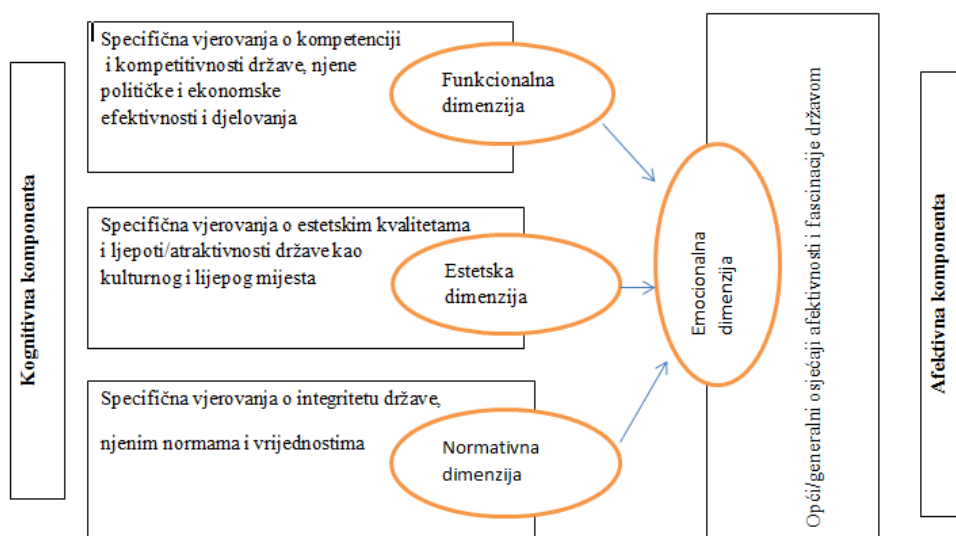 Kognitivna komponenta
Specifična vjerovanja o kompetenciji
i kompetitivnosti države, njene
političke i ekonomske
efektivnosti i djelovanja
Funkcionalna
dimenzija
Specifična vjerovanja o estetskim kvalitetama
i ljepoti/atraktivnosti države kao
kulturnog i lijepog mijesta
Estetska
dimenzija
Specifična vjerovanja o integritetu države,
njenim normama i vrijednostima
Normativna
dimenzija
Emocionalna
dimenzija
Opći/generalni osjećaji afektivnosti i fascinacije državom
Afektivna komponenta